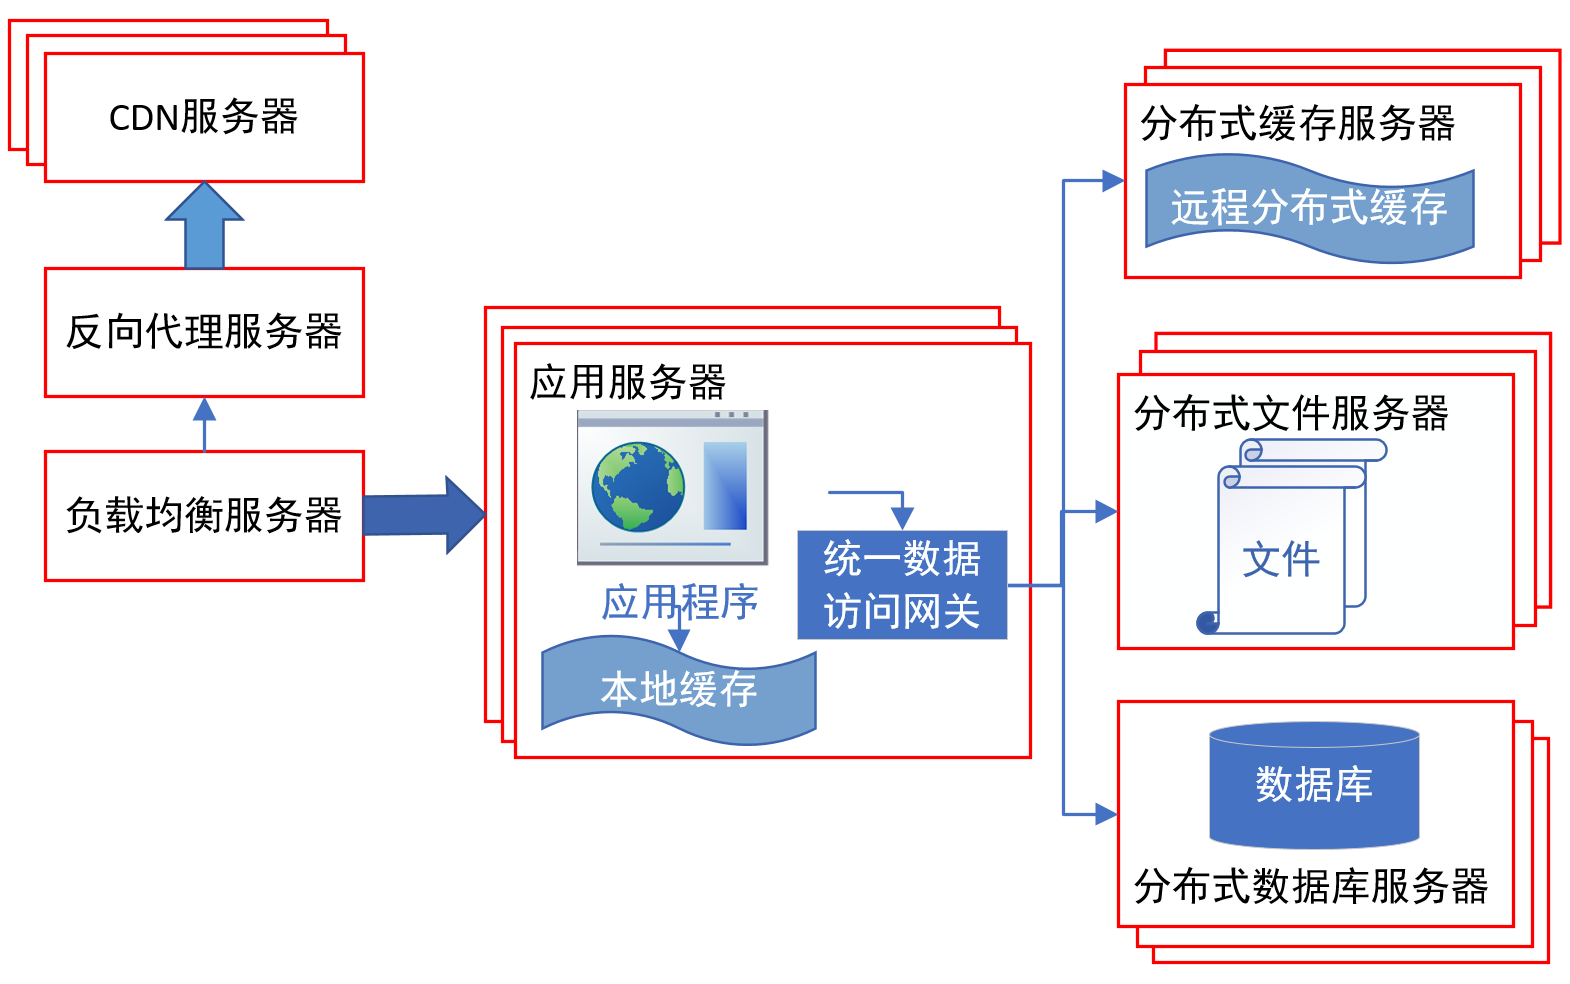 CDN服务器
反向代理服务器
负载均衡服务器
应用服务器
应用程序
本地缓存
统一数据
访问网关
分布式缓存服务器
远程分布式缓存
分布式文件服务器
文件
数据库
分布式数据库服务器